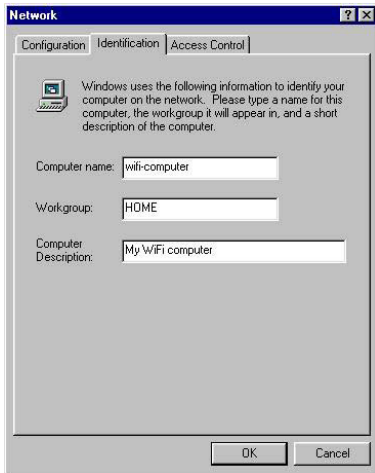 Network
Configuration Identification Access Control
Windows uses the following information to identify your
computer on the network. Please type a name for this
computer, the workgroup it will appear in, and a short
description of the computer.
Computer name: wifi-computer
Workgroup: HOME
Computer
Description: My WiFi computer
OK Cancel